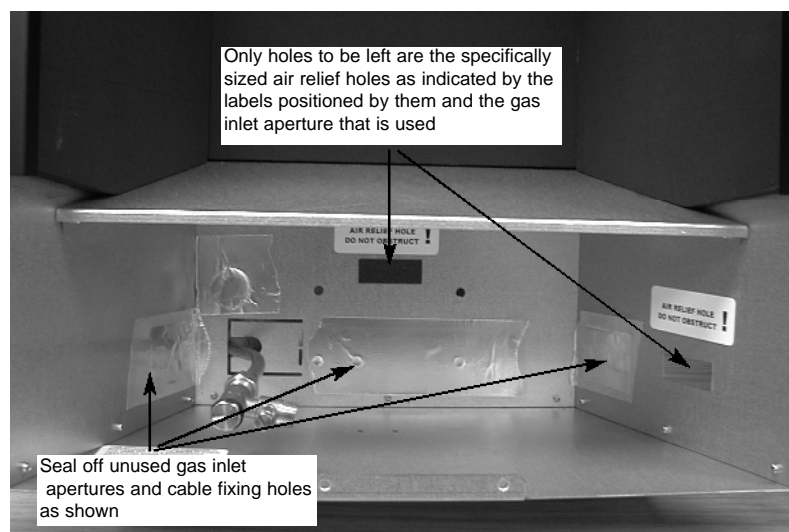 Only holes to be left are the specifically
sized air relief holes as indicated by the
labels positioned by them and the gas
inlet aperture that is used
AIR RELIEF HOLE
DO NOT OBSTRUCT !
AIR RELIEF HOLE
DO NOT OBSTRUCT !
Seal off unused gas inlet
apertures and cable fixing holes
as shown